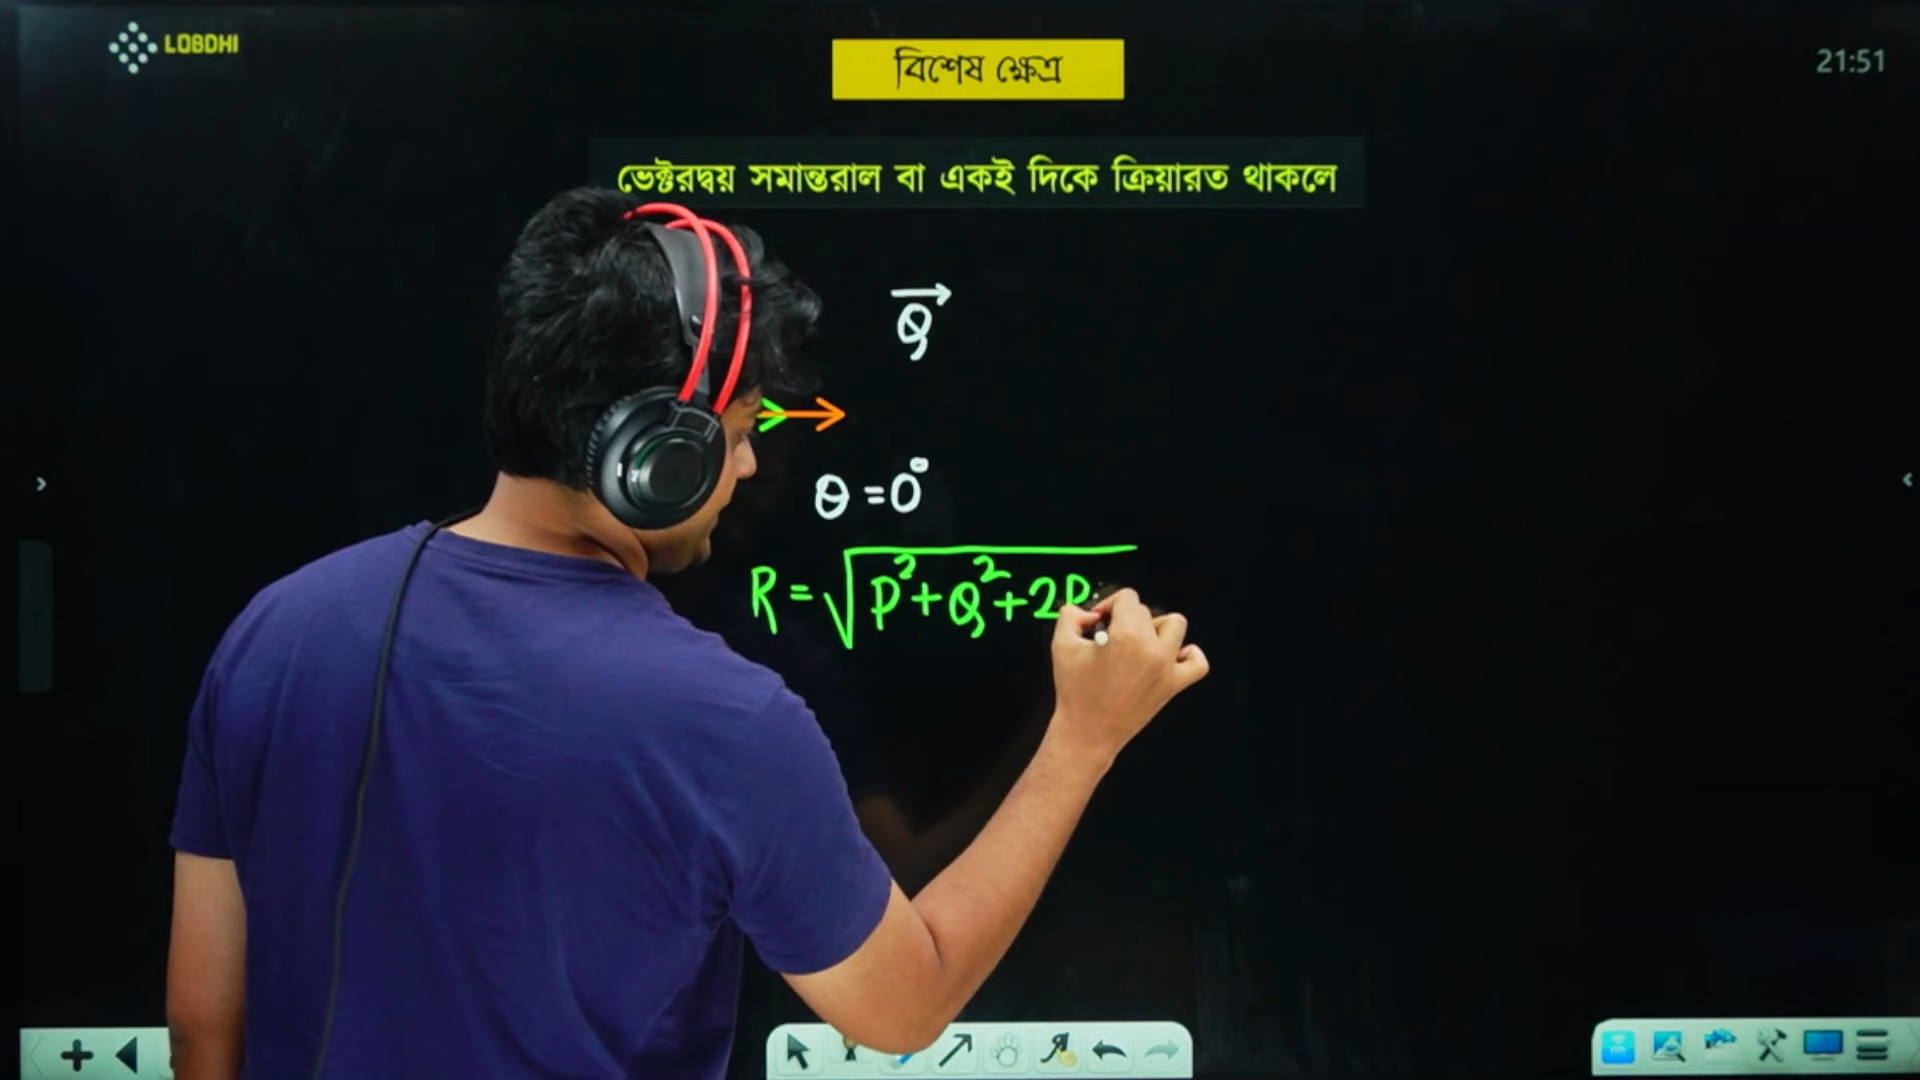 LOBDHI
বিশেষ ক্ষেত্র
21:51
ভেক্টরদ্বয় সমান্তরাল বা একই দিকে ক্রিয়ারত থাকলে
Q
θ = 0°
R = √P² + Q² + 2P